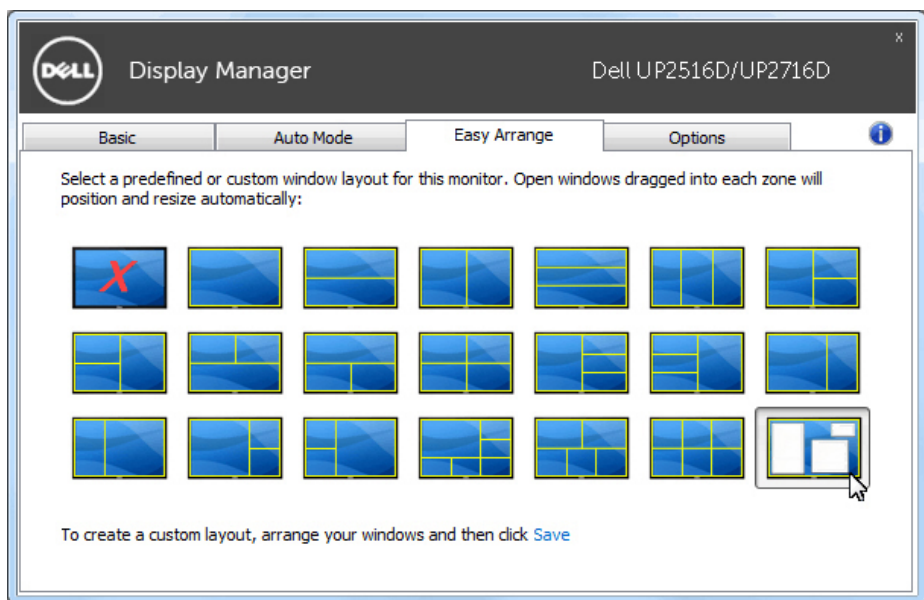 DELL
Display Manager
Dell UP2516D/UP2716D
x
Basic
Auto Mode
Easy Arrange
Options
i
Select a predefined or custom window layout for this monitor. Open windows dragged into each zone will
position and resize automatically:
X
To create a custom layout, arrange your windows and then click Save